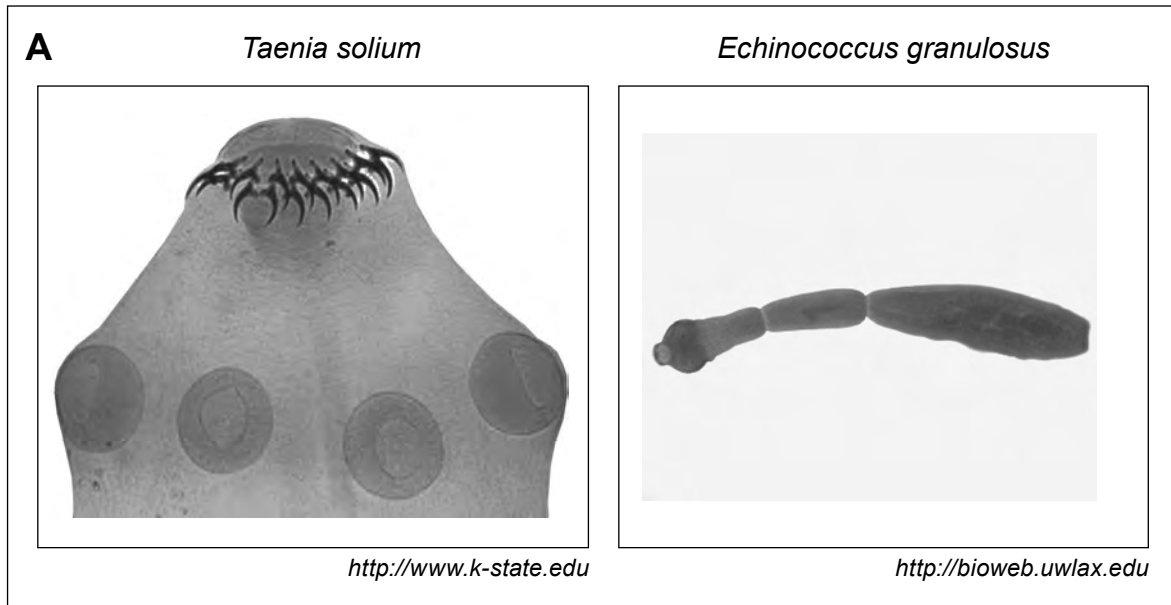 A
Taenia solium
Echinococcus granulosus
http://www.k-state.edu
http://bioweb.uwlax.edu